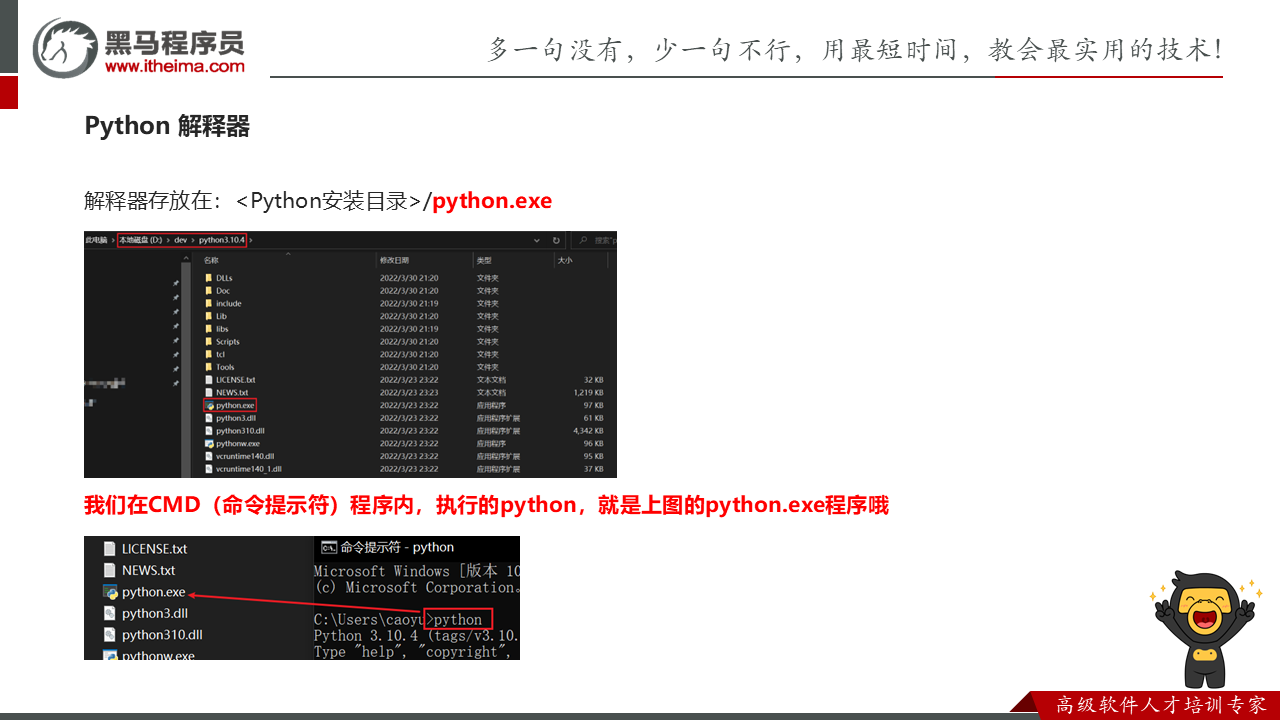 黑马程序员
www.itheima.com
多一句没有，少一句不行，用最短时间，教会最实用的技术！
Python 解释器
解释器存放在：<Python安装目录>/python.exe
此电脑 › 本地磁盘 (D:) › dev › python3.10.4 ›
名称 修改日期 类型 大小
DLLs 2022/3/30 21:20 文件夹
Doc 2022/3/30 21:20 文件夹
include 2022/3/30 21:19 文件夹
Lib 2022/3/30 21:20 文件夹
libs 2022/3/30 21:19 文件夹
Scripts 2022/3/30 21:20 文件夹
tcl 2022/3/30 21:20 文件夹
Tools 2022/3/30 21:20 文件夹
LICENSE.txt 2022/3/23 23:22 文本文档 32 KB
NEWS.txt 2022/3/23 23:23 文本文档 1,219 KB
python.exe 2022/3/23 23:22 应用程序 97 KB
python3.dll 2022/3/23 23:22 应用程序扩展 61 KB
python310.dll 2022/3/23 23:22 应用程序扩展 4,342 KB
pythonw.exe 2022/3/23 23:22 应用程序 96 KB
vcruntime140.dll 2022/3/23 23:22 应用程序扩展 95 KB
vcruntime140_1.dll 2022/3/23 23:22 应用程序扩展 37 KB
我们在CMD（命令提示符）程序内，执行的python，就是上图的python.exe程序哦
LICENSE.txt
NEWS.txt
python.exe
python3.dll
python310.dll
pythonw.exe
命令提示符 - python
Microsoft Windows [版本 10
(c) Microsoft Corporation。
C:\Users\caoyu>python
Python 3.10.4 (tags/v3.10.
Type "help", "copyright",
高级软件人才培训专家